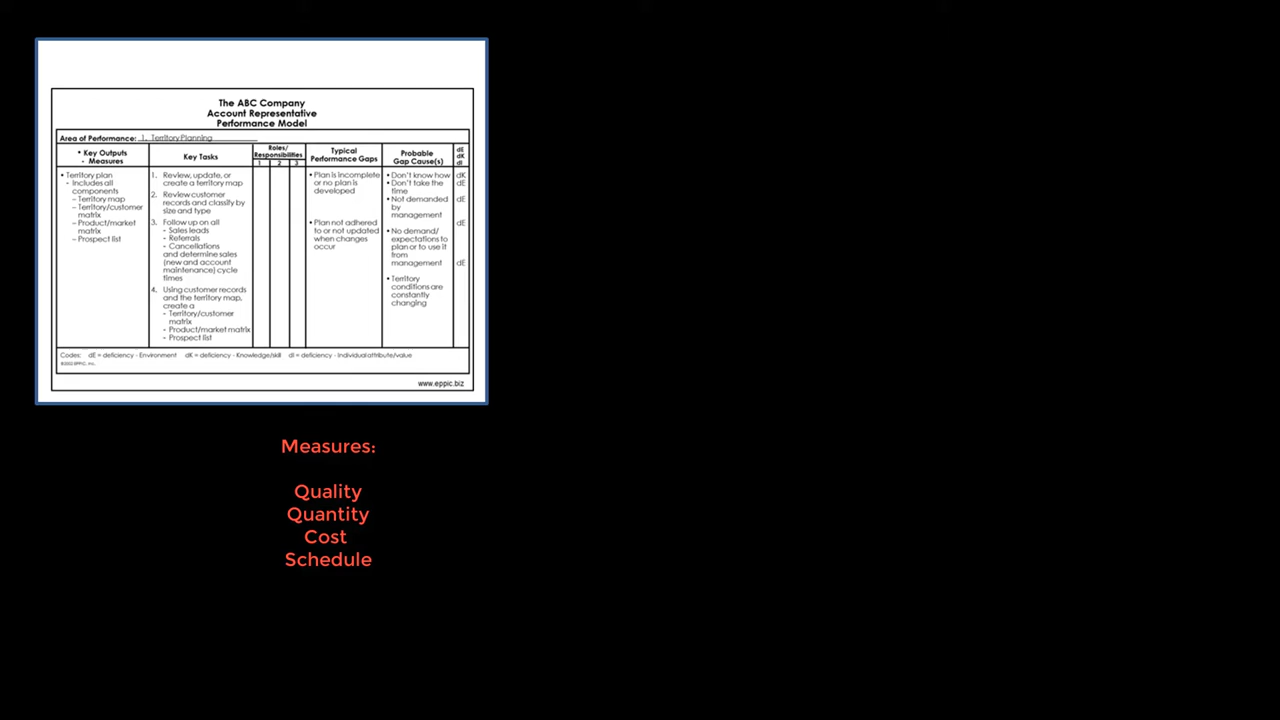 The ABC Company
Account Representative
Performance Model
Area of Performance: 1. Territory Planning
• Key Outputs
- Measures
Key Tasks
Roles/
Responsibilities
1 2 3
Typical
Performance Gaps
Probable
Gap Cause(s)
dE
dK
dI
• Territory plan
- Includes all
components
– Territory map
– Territory/customer
matrix
– Product/market
matrix
– Prospect list
1. Review, update, or
create a territory map
2. Review customer
records and classify by
size and type
3. Follow up on all
- Sales leads
- Referrals
- Cancellations
and determine sales
(new and account
maintenance) cycle
times
4. Using customer records
and the territory map,
create a
- Territory/customer
matrix
- Product/market matrix
- Prospect list
• Plan is incomplete
or no plan is
developed
• Plan not adhered
to or not updated
when changes
occur
• Don't know how
• Don't take the
time
• Not demanded
by
management
• No demand/
expectations to
plan or to use it
from
management
• Territory
conditions are
constantly
changing
dK
dE
dE
dE
dE
Codes: dE = deficiency - Environment dK = deficiency - Knowledge/skill dI = deficiency - Individual attribute/value
©2002 EPPIC, Inc.
www.eppic.biz
Measures:
Quality
Quantity
Cost
Schedule